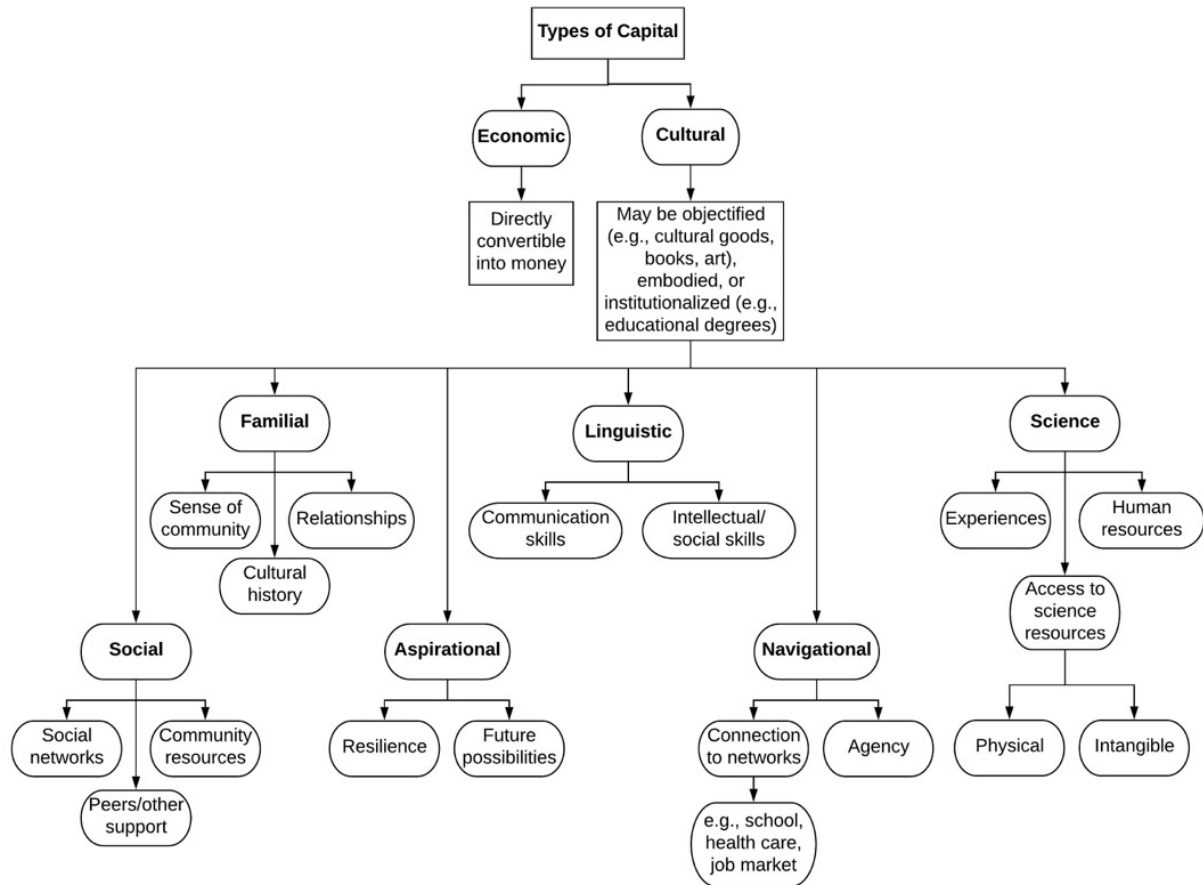 Types of Capital
Economic
Cultural
Directly
convertible
into money
May be objectified
(e.g., cultural goods,
books, art),
embodied, or
institutionalized (e.g.,
educational degrees)
Familial
Sense of
community
Relationships
Cultural
history
Linguistic
Communication
skills
Intellectual/
social skills
Science
Experiences
Human
resources
Access to
science
resources
Physical
Intangible
Social
Social
networks
Community
resources
Peers/other
support
Aspirational
Resilience
Future
possibilities
Navigational
Connection
to networks
Agency
e.g., school,
health care,
job market